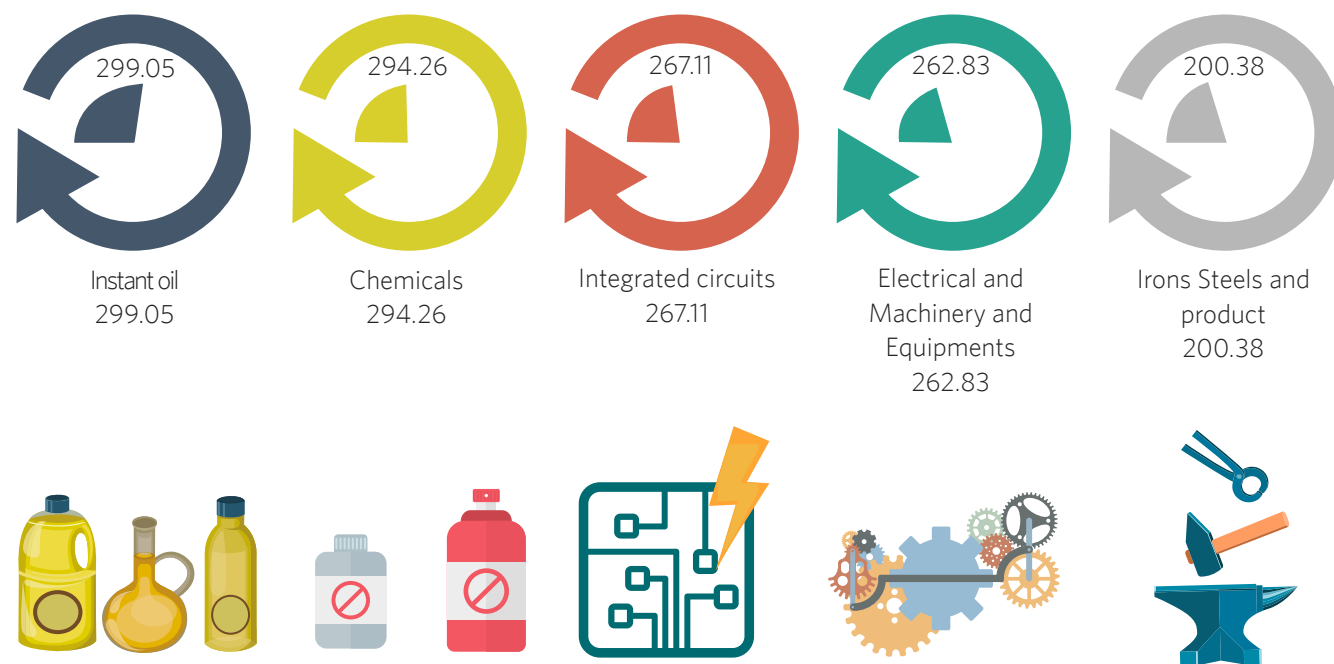 299.05
294.26
267.11
262.83
200.38
Instant oil
299.05
Chemicals
294.26
Integrated circuits
267.11
Electrical and
Machinery and
Equipments
262.83
Irons Steels and
product
200.38